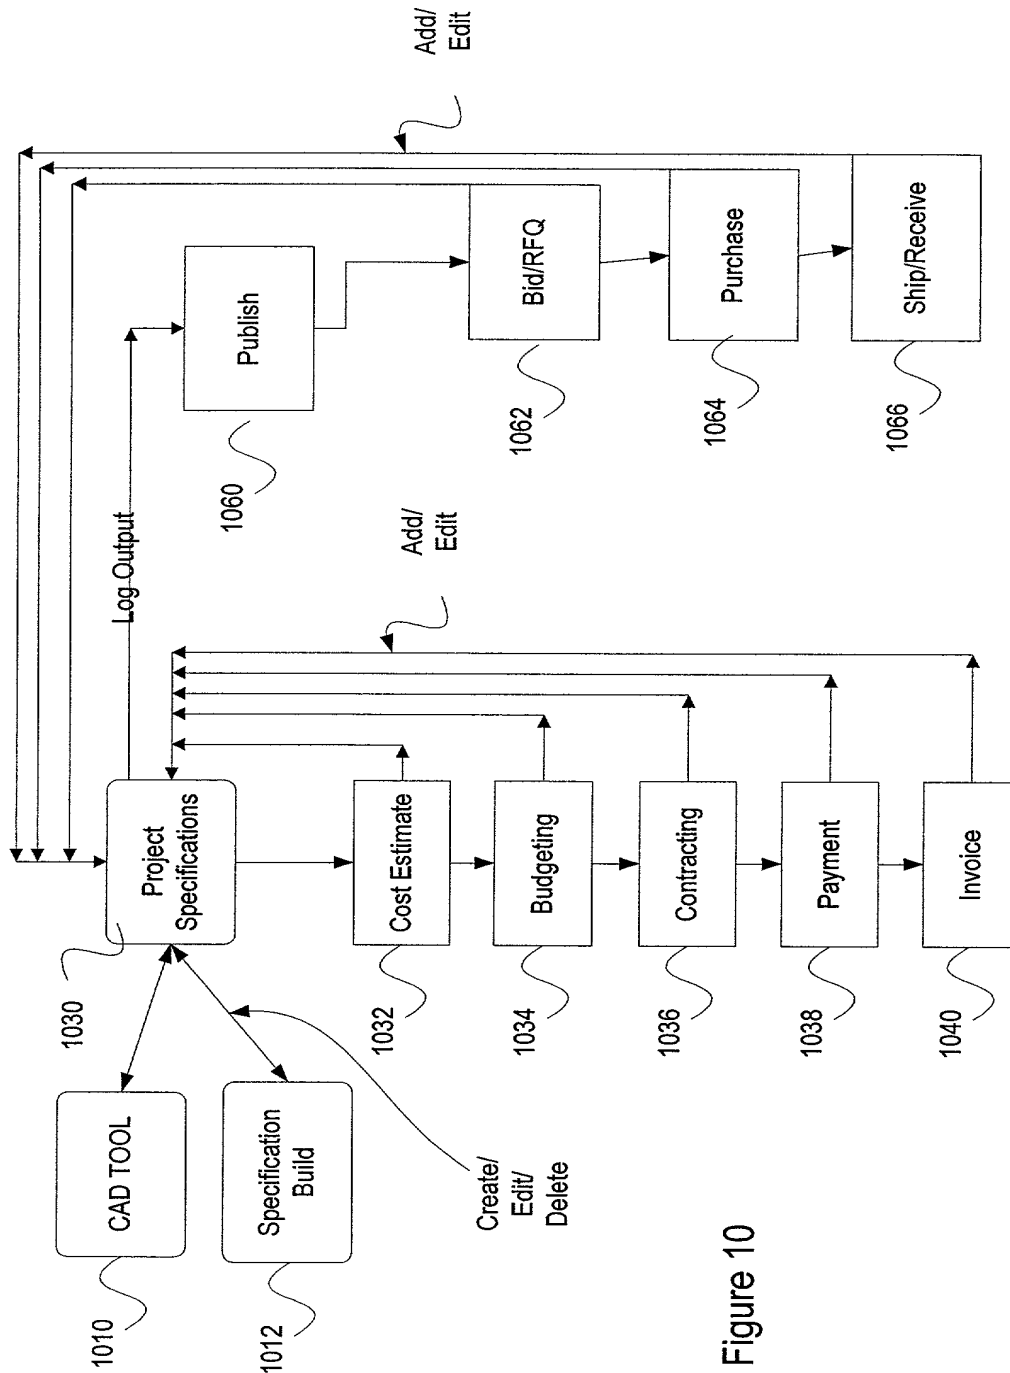 1010
CAD TOOL
1012
Specification
Build
Create/
Edit/
Delete
1030
Project
Specifications
Log Output
1032
Cost Estimate
1034
Budgeting
1036
Contracting
1038
Payment
1040
Invoice
Add/
Edit
1060
Publish
1062
Bid/RFQ
1064
Purchase
1066
Ship/Receive
Add/
Edit
Figure 10